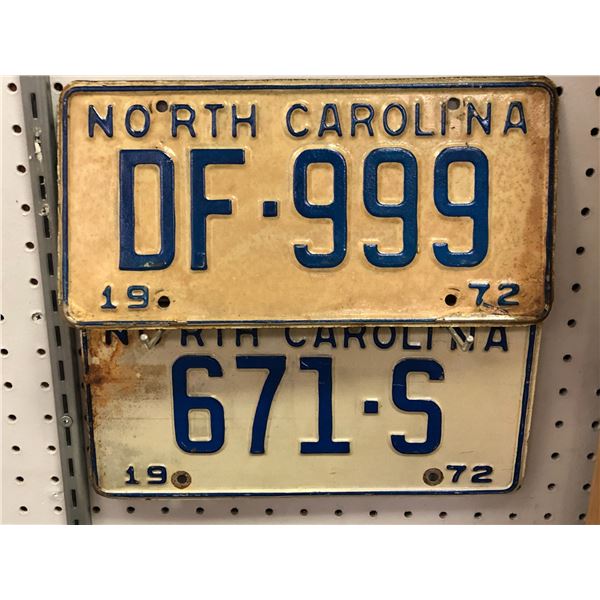 NORTH CAROLINA
DF·999
19 72
NORTH CAROLINA
671·S
19 72